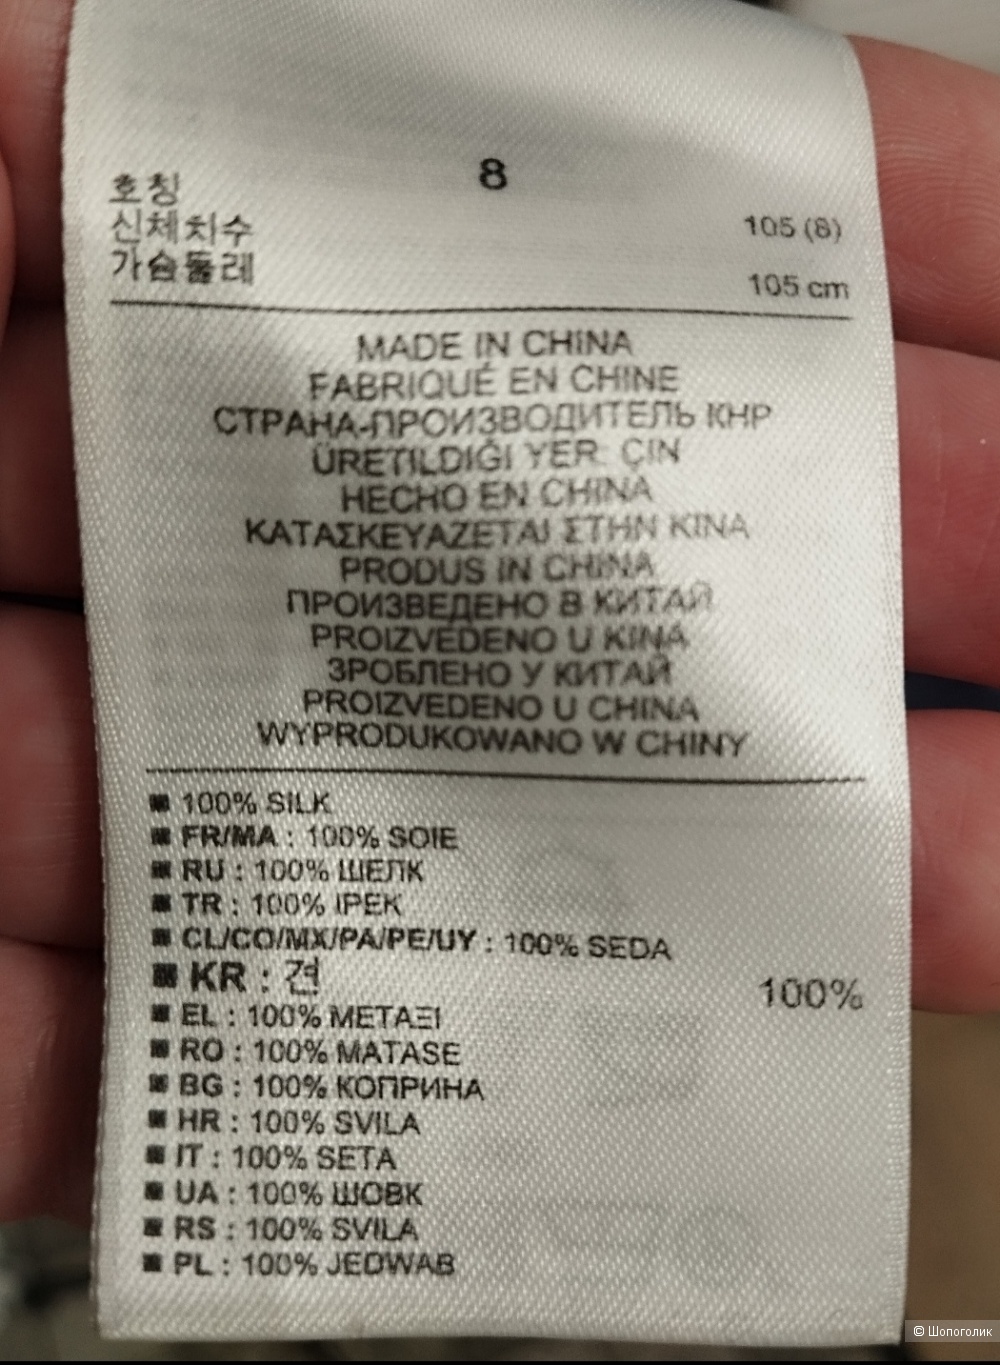 8
호칭
신체치수 105 (8)
가슴둘레 105 cm
MADE IN CHINA
FABRIQUÉ EN CHINE
СТРАНА-ПРОИЗВОДИТЕЛЬ КНР
ÜRETILDIĞI YER: ÇIN
HECHO EN CHINA
ΚΑΤΑΣΚΕΥΑΖΕΤΑΙ ΣΤΗΝ ΚΙΝΑ
PRODUS IN CHINA
ПРОИЗВЕДЕНО В КИТАЙ
PROIZVEDENO U KINA
ЗРОБЛЕНО У КИТАЙ
PROIZVEDENO U CHINA
WYPRODUKOWANO W CHINY
■ 100% SILK
■ FR/MA : 100% SOIE
■ RU : 100% ШЕЛК
■ TR : 100% IPEK
■ CL/CO/MX/PA/PE/UY : 100% SEDA
■ KR : 견 100%
■ EL : 100% ΜΕΤΑΞΙ
■ RO : 100% MATASE
■ BG : 100% КОПРИНА
■ HR : 100% SVILA
■ IT : 100% SETA
■ UA : 100% ШОВК
■ RS : 100% SVILA
■ PL : 100% JEDWAB
© Шопоголик